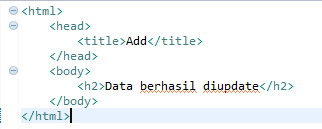 <html>
<head>
<title>Add</title>
</head>
<body>
<h2>Data berhasil diupdate</h2>
</body>
</html>